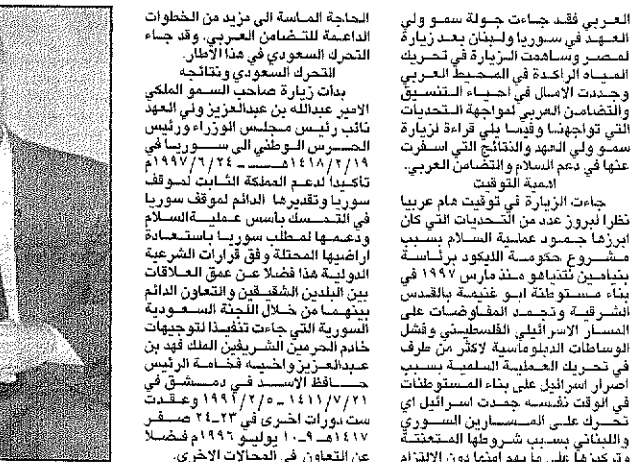 العربي فقد جاءت جولة سمو ولي
العهد في سوريا ولبنان بعد زيارة
لمصر وساهمت الزيارة في تحريك
المياه الراكدة في المحيط العربي
وجددت الآمال في احياء التنسيق
والتضامن العربي لمواجهة التحديات
التي تواجهنا وفيما يلي قراءة لزيارة
سمو ولي العهد والنتائج التي اسفرت
عنها في دعم السلام والتضامن العربي.
اهمية التوقيت
جاءت الزيارة في توقيت هام عربيا
نظرا لبروز عدد من التحديات التي كان
ابرزها جمود عملية السلام بسبب
مشروع حكومة الليكود برئاسة
بنيامين نتنياهو منذ مارس ١٩٩٧ في
بناء مستوطنة ابو غنيمة بالقدس
الشرقية وتجمد المفاوضات على
المسار الاسرائيلي الفلسطيني وفشل
الوساطات الدبلوماسية لاكثر من طرف
في تحريك العملية السلمية بسبب
اصرار اسرائيل على بناء المستوطنات
في الوقت نفسه جمدت اسرائيل اي
تحرك على المسارين السوري
واللبناني بسبب شروطها المتعنتة
وتركيزها على ما يهم امنها دون الالتزام
الحاجة الماسة الى مزيد من الخطوات
الداعمة للتضامن العربي. وقد جاء
التحرك السعودي في هذا الاطار.
التحرك السعودي ونتائجه
بدأت زيارة صاحب السمو الملكي
الامير عبدالله بن عبدالعزيز ولي العهد
نائب رئيس مجلس الوزراء ورئيس
الحرس الوطني الى سوريا في
١٤١٨/٢/١٩هـ - ١٩٩٧/٦/٢٤م
تأكيدا لدعم المملكة الثابت لموقف
سوريا وتقديرها الدائم لموقف سوريا
في التمسك باسس عملية السلام
ودعمها لمطلب سوريا باستعادة
اراضيها المحتلة وفق قرارات الشرعية
الدولية هذا فضلا عن عمق العلاقات
بين البلدين الشقيقين والتعاون الدائم
بينهما من خلال اللجنة السعودية
السورية التي جاءت تنفيذا لتوجيهات
خادم الحرمين الشريفين الملك فهد بن
عبدالعزيز واخيه فخامة الرئيس
حافظ الاسد في دمشق في
١٤١١/٧/٢١ - ١٩٩١/٢/٥ وعقدت
ست دورات اخرى في ٢٣-٢٤ صفر
١٤١٧هـ ٩-١٠ يوليو ١٩٩٦م فضلا
عن التعاون في المجالات الاخرى.